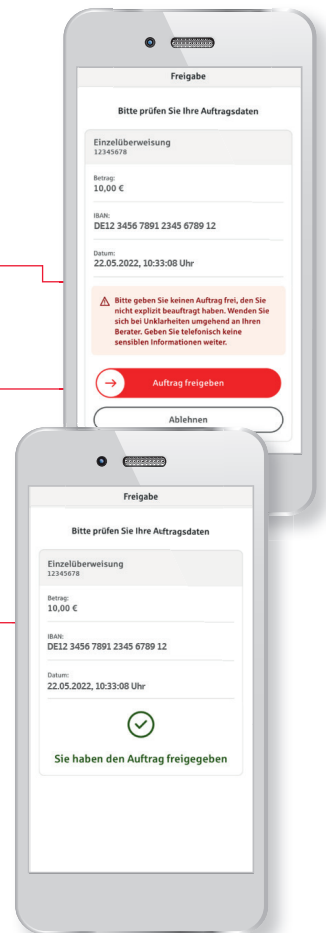 Freigabe
Bitte prüfen Sie Ihre Auftragsdaten
Einzelüberweisung
12345678
Betrag:
10,00 €
IBAN:
DE12 3456 7891 2345 6789 12
Datum:
22.05.2022, 10:33:08 Uhr
Bitte geben Sie keinen Auftrag frei, den Sie
nicht explizit beauftragt haben. Wenden Sie
sich bei Unklarheiten umgehend an Ihren
Berater. Geben Sie telefonisch keine
sensiblen Informationen weiter.
Auftrag freigeben
Ablehnen
Freigabe
Bitte prüfen Sie Ihre Auftragsdaten
Einzelüberweisung
12345678
Betrag:
10,00 €
IBAN:
DE12 3456 7891 2345 6789 12
Datum:
22.05.2022, 10:33:08 Uhr
Sie haben den Auftrag freigegeben